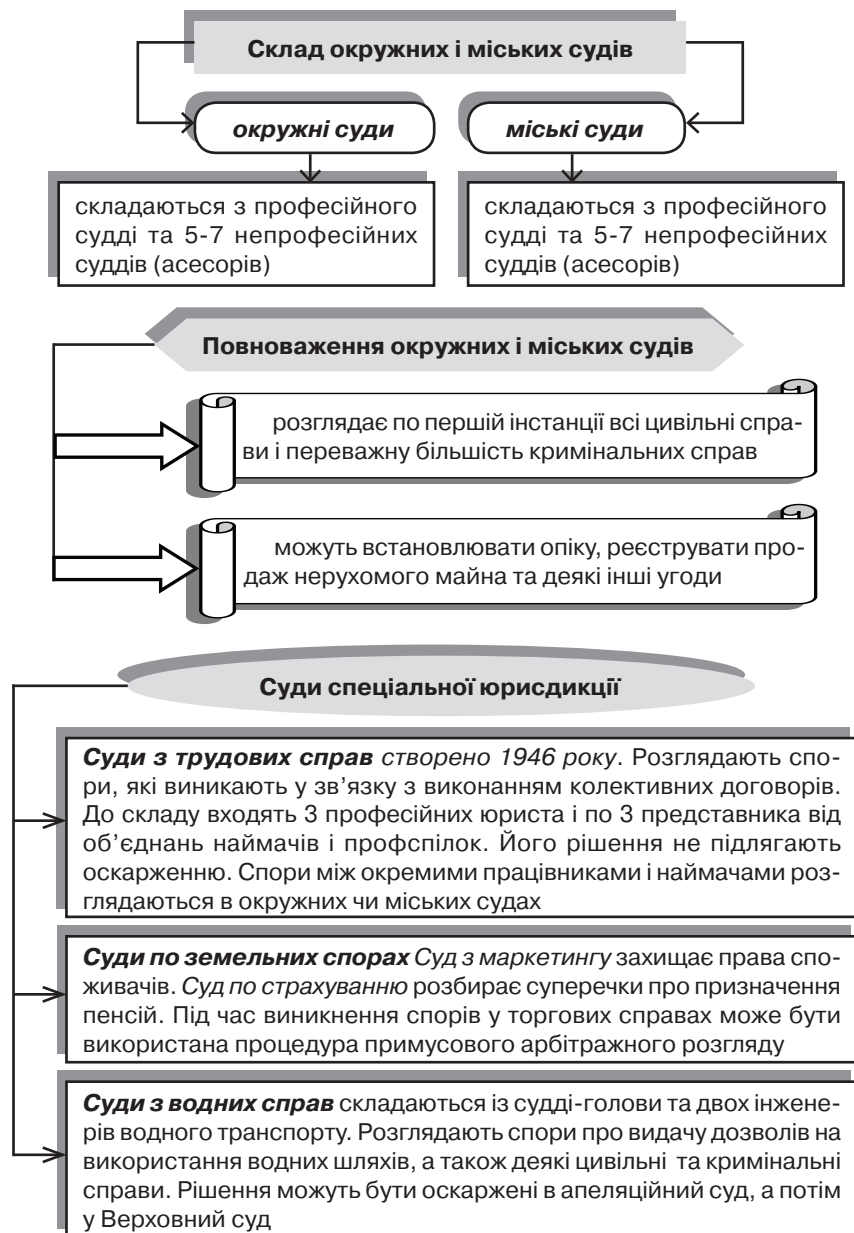 Склад окружних і міських судів
окружні суди
міські суди
складаються з професійного
судді та 5-7 непрофесійних
суддів (асесорів)
складаються з професійного
судді та 5-7 непрофесійних
суддів (асесорів)
Повноваження окружних і міських судів
розглядає по першій інстанції всі цивільні спра-
ви і переважну більшість кримінальних справ
можуть встановлювати опіку, реєструвати про-
даж нерухомого майна та деякі інші угоди
Суди спеціальної юрисдикції
Суди з трудових справ створено 1946 року. Розглядають спо-
ри, які виникають у зв’язку з виконанням колективних договорів.
До складу входять 3 професійних юриста і по 3 представника від
об’єднань наймачів і профспілок. Його рішення не підлягають
оскарженню. Спори між окремими працівниками і наймачами роз-
глядаються в окружних чи міських судах
Суди по земельних спорах Суд з маркетингу захищає права спо-
живачів. Суд по страхуванню розбирає суперечки про призначення
пенсій. Під час виникнення спорів у торгових справах може бути
використана процедура примусового арбітражного розгляду
Суди з водних справ складаються із судді-голови та двох інжене-
рів водного транспорту. Розглядають спори про видачу дозволів на
використання водних шляхів, а також деякі цивільні та кримінальні
справи. Рішення можуть бути оскаржені в апеляційний суд, а потім
у Верховний суд